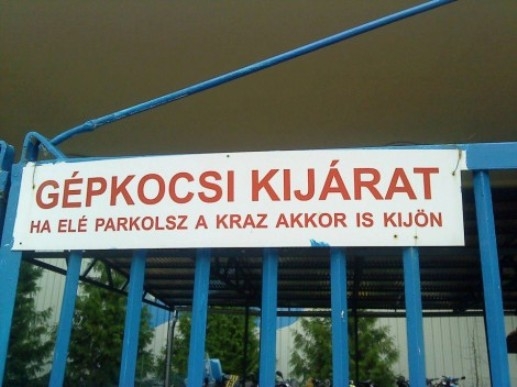 GÉPKOCSI KIJÁRAT
HA ELÉ PARKOLSZ A KRAZ AKKOR IS KIJÖN